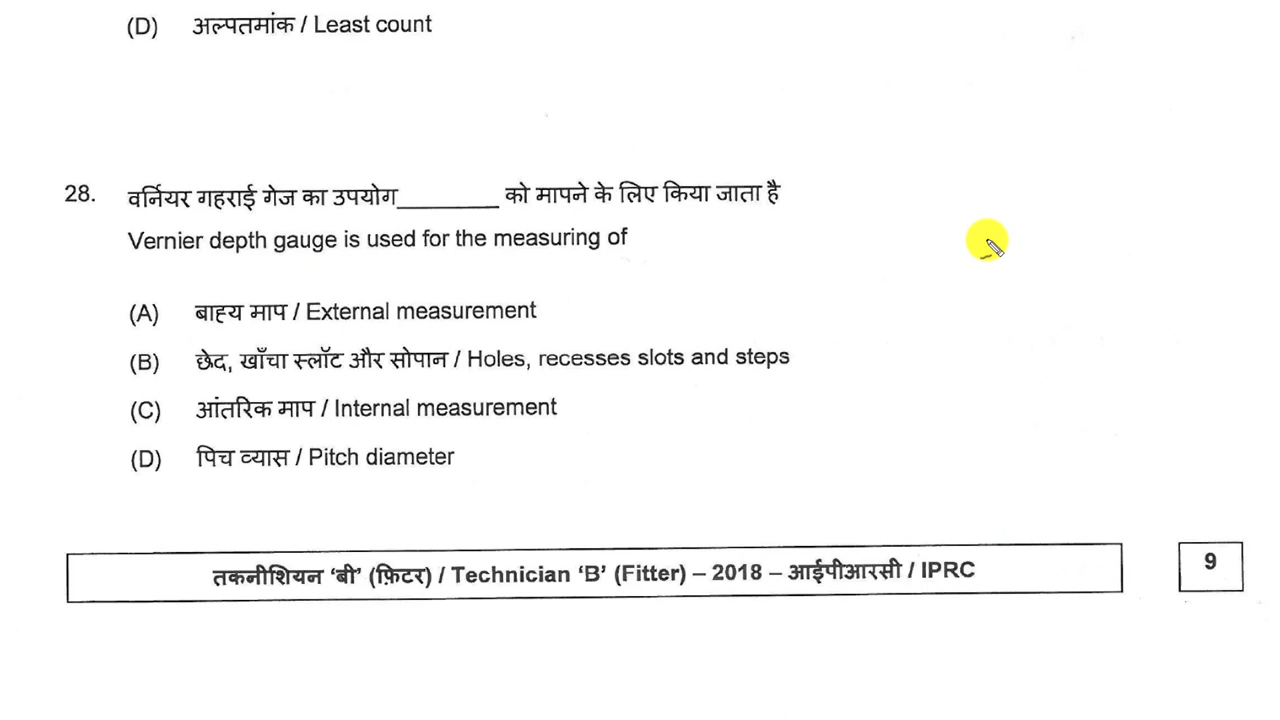 (D) अल्पतमांक / Least count
28. वर्नियर गहराई गेज का उपयोग________ को मापने के लिए किया जाता है
Vernier depth gauge is used for the measuring of
(A) बाह्य माप / External measurement
(B) छेद, खाँचा स्लॉट और सोपान / Holes, recesses slots and steps
(C) आंतरिक माप / Internal measurement
(D) पिच व्यास / Pitch diameter
तकनीशियन ‘बी’ (फ़िटर) / Technician ‘B’ (Fitter) – 2018 – आईपीआरसी / IPRC
9